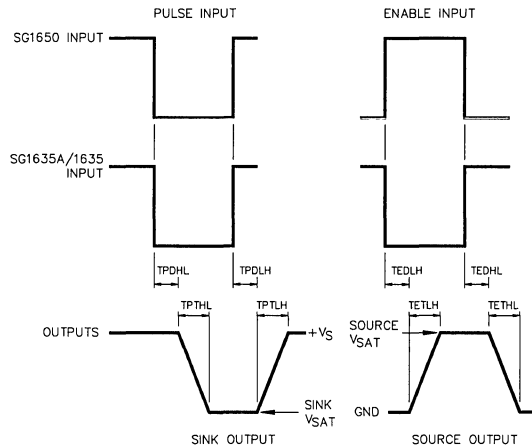 PULSE INPUT
ENABLE INPUT
SG1650 INPUT
SG1635A/1635
INPUT
TPDHL
TPDLH
TEDLH
TEDHL
TPTHL
TPTLH
TETLH
TETHL
OUTPUTS
+VS
SOURCE
VSAT
SINK
VSAT
GND
SINK OUTPUT
SOURCE OUTPUT